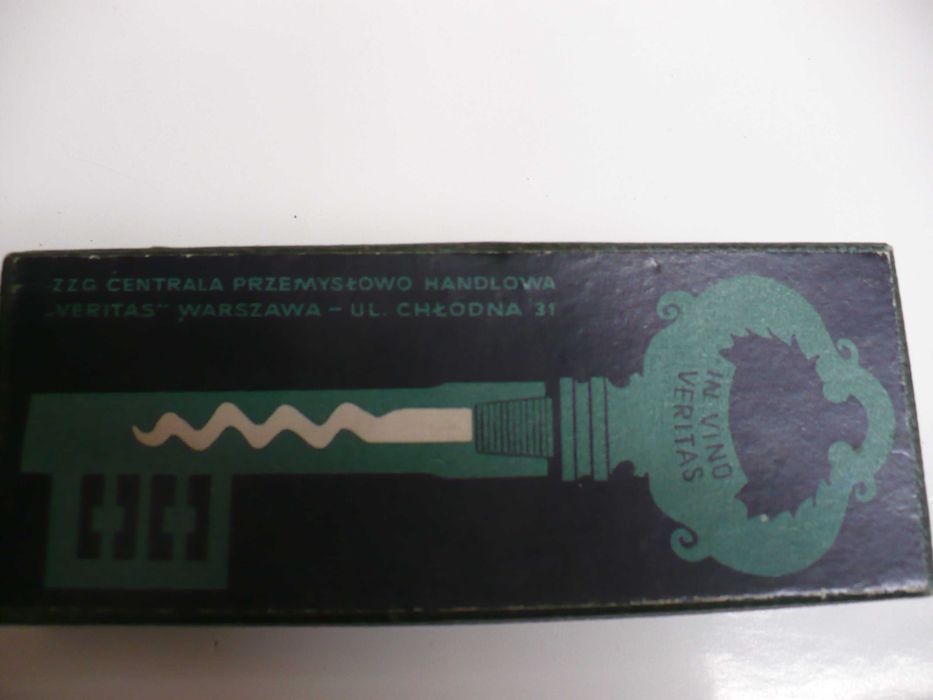 ZZG CENTRALA PRZEMYSŁOWO HANDLOWA
„VERITAS” WARSZAWA – UL. CHŁODNA 31
IN VINO
VERITAS